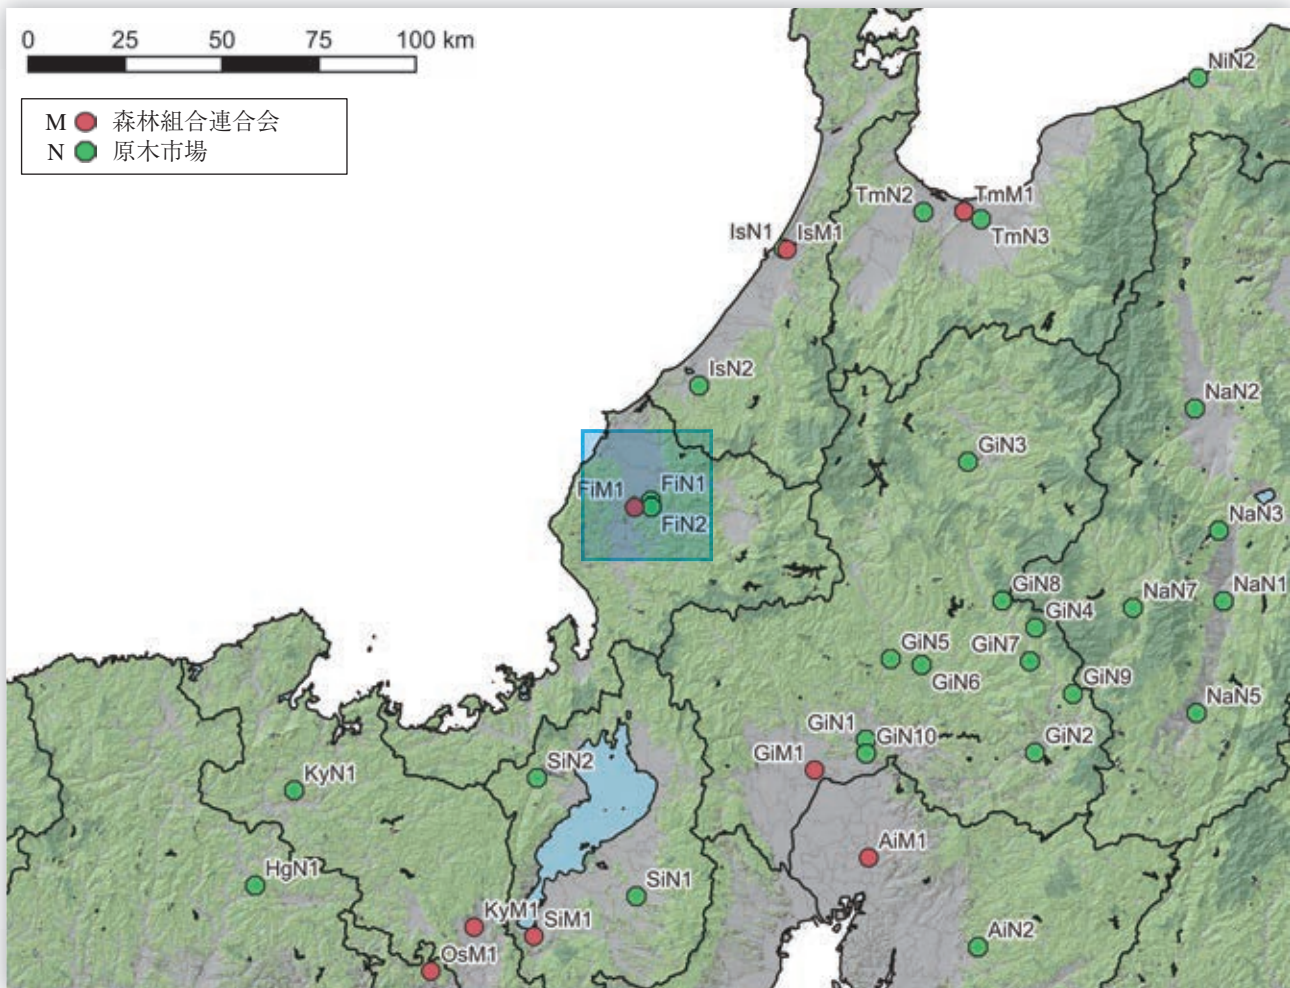 0 25 50 75 100 km
M 森林組合連合会
N 原木市場
NiN2
TmN2
TmM1
TmN3
IsN1
IsM1
IsN2
NaN2
GiN3
FiM1
FiN1
FiN2
NaN3
GiN8
NaN7
NaN1
GiN4
GiN5
GiN7
GiN6
GiN9
NaN5
GiN1
GiN10
GiN2
GiM1
SiN2
KyN1
AiM1
HgN1
SiN1
KyM1
SiM1
AiN2
OsM1